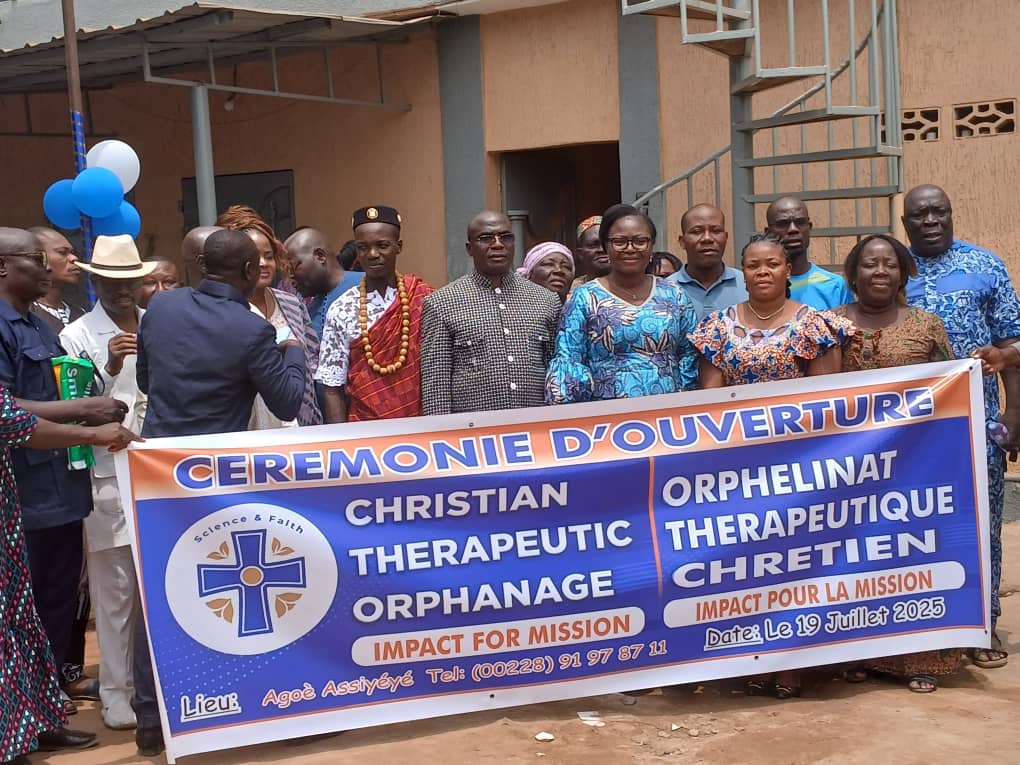 CEREMONIE D'OUVERTURE
Science & Faith
CHRISTIAN
THERAPEUTIC
ORPHANAGE
IMPACT FOR MISSION
ORPHELINAT
THERAPEUTIQUE
CHRETIEN
IMPACT POUR LA MISSION
Date: Le 19 Juillet 2025
Lieu: Agoè Assiyéyé Tel: (00228) 91 97 87 11